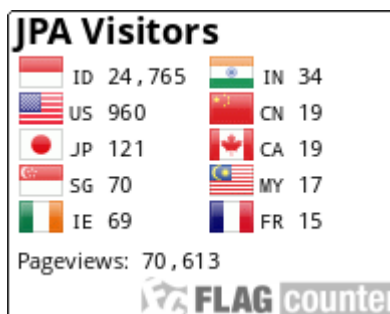 JPA Visitors
ID 24,765 IN 34
US 960 CN 19
JP 121 CA 19
SG 70 MY 17
IE 69 FR 15
Pageviews: 70,613
FC FLAG counter